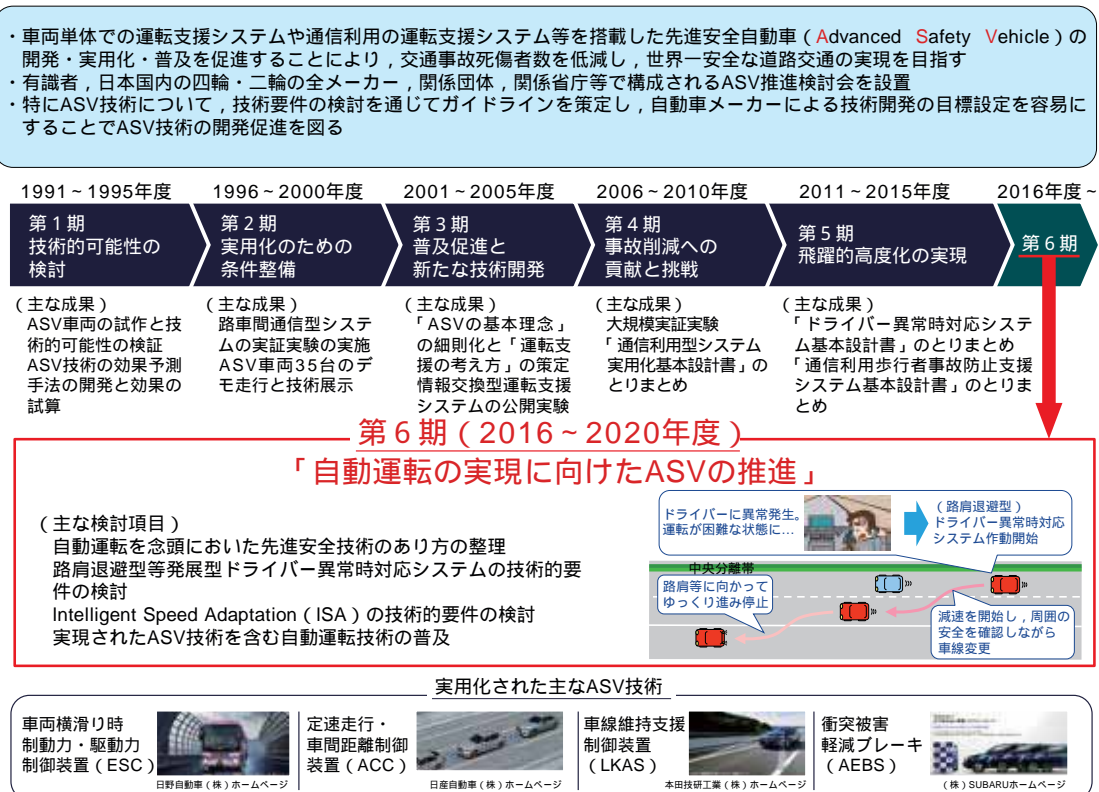 ・車両単体での運転支援システムや通信利用の運転支援システム等を搭載した先進安全自動車（Advanced Safety Vehicle）の
開発・実用化・普及を促進することにより，交通事故死傷者数を低減し，世界一安全な道路交通の実現を目指す
・有識者，日本国内の四輪・二輪の全メーカー，関係団体，関係省庁等で構成されるASV推進検討会を設置
・特にASV技術について，技術要件の検討を通じてガイドラインを策定し，自動車メーカーによる技術開発の目標設定を容易に
することでASV技術の開発促進を図る
1991～1995年度
第１期
技術的可能性の
検討
（主な成果）
ASV車両の試作と技
術的可能性の検証
ASV技術の効果予測
手法の開発と効果の
試算
1996～2000年度
第２期
実用化のための
条件整備
（主な成果）
路車間通信型システ
ムの実証実験の実施
ASV車両35台のデ
モ走行と技術展示
2001～2005年度
第３期
普及促進と
新たな技術開発
（主な成果）
「ASVの基本理念」
の細則化と「運転支
援の考え方」の策定
情報交換型運転支援
システムの公開実験
2006～2010年度
第４期
事故削減への
貢献と挑戦
（主な成果）
大規模実証実験
「通信利用型システム
実用化基本設計書」の
とりまとめ
2011～2015年度
第５期
飛躍的高度化の実現
（主な成果）
「ドライバー異常時対応システ
ム基本設計書」のとりまとめ
「通信利用歩行者事故防止支援
システム基本設計書」のとりま
とめ
2016年度～
第６期
第６期（2016～2020年度）
「自動運転の実現に向けたASVの推進」
（主な検討項目）
自動運転を念頭においた先進安全技術のあり方の整理
路肩退避型等発展型ドライバー異常時対応システムの技術的要
件の検討
Intelligent Speed Adaptation（ISA）の技術的要件の検討
実現されたASV技術を含む自動運転技術の普及
ドライバーに異常発生。
運転が困難な状態に…
（路肩退避型）
ドライバー異常時対応
システム作動開始
中央分離帯
路肩等に向かって
ゆっくり進み停止
減速を開始し，周囲の
安全を確認しながら
車線変更
実用化された主なASV技術
車両横滑り時
制動力・駆動力
制御装置（ESC）
日野自動車（株）ホームページ
定速走行・
車間距離制御
装置（ACC）
日産自動車（株）ホームページ
車線維持支援
制御装置
（LKAS）
本田技研工業（株）ホームページ
衝突被害
軽減ブレーキ
（AEBS）
（株）SUBARUホームページ